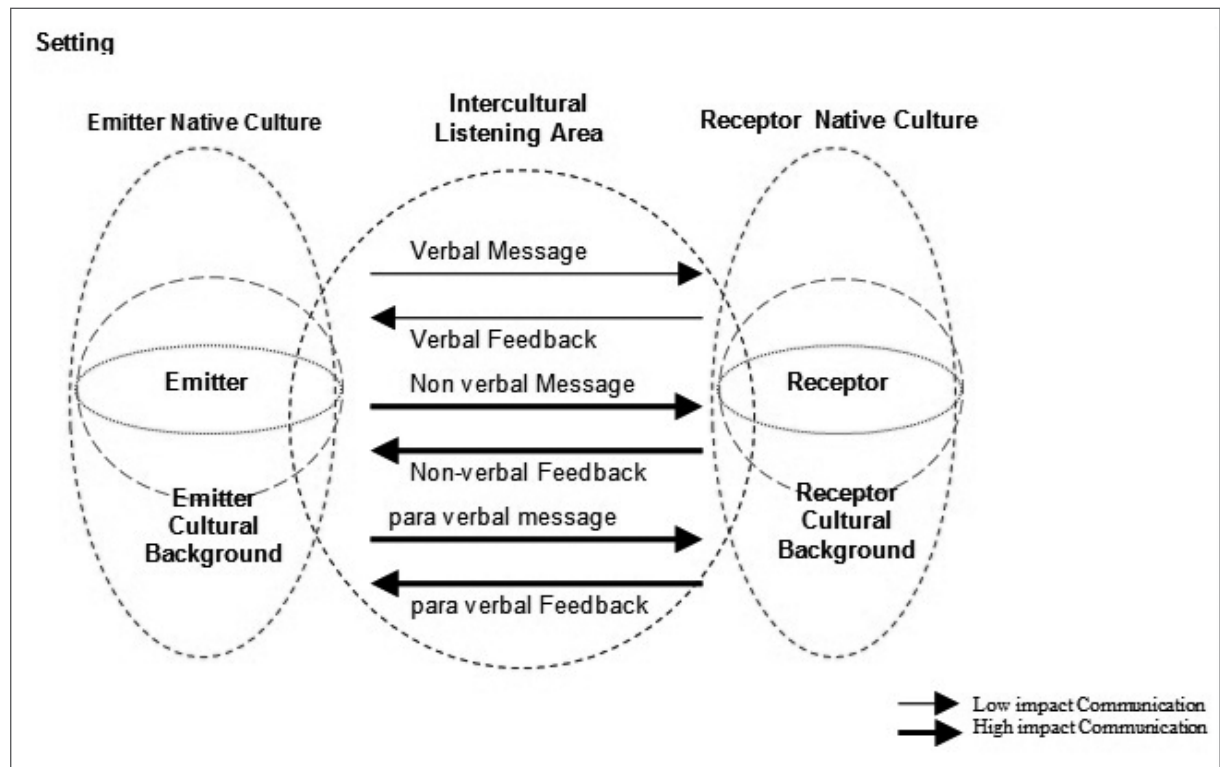 Setting
Emitter Native Culture
Intercultural
Listening Area
Receptor Native Culture
Verbal Message
Verbal Feedback
Emitter
Non verbal Message
Receptor
Non-verbal Feedback
Emitter
Cultural
Background
para verbal message
Receptor
Cultural
Background
para verbal Feedback
Low impact Communication
High impact Communication